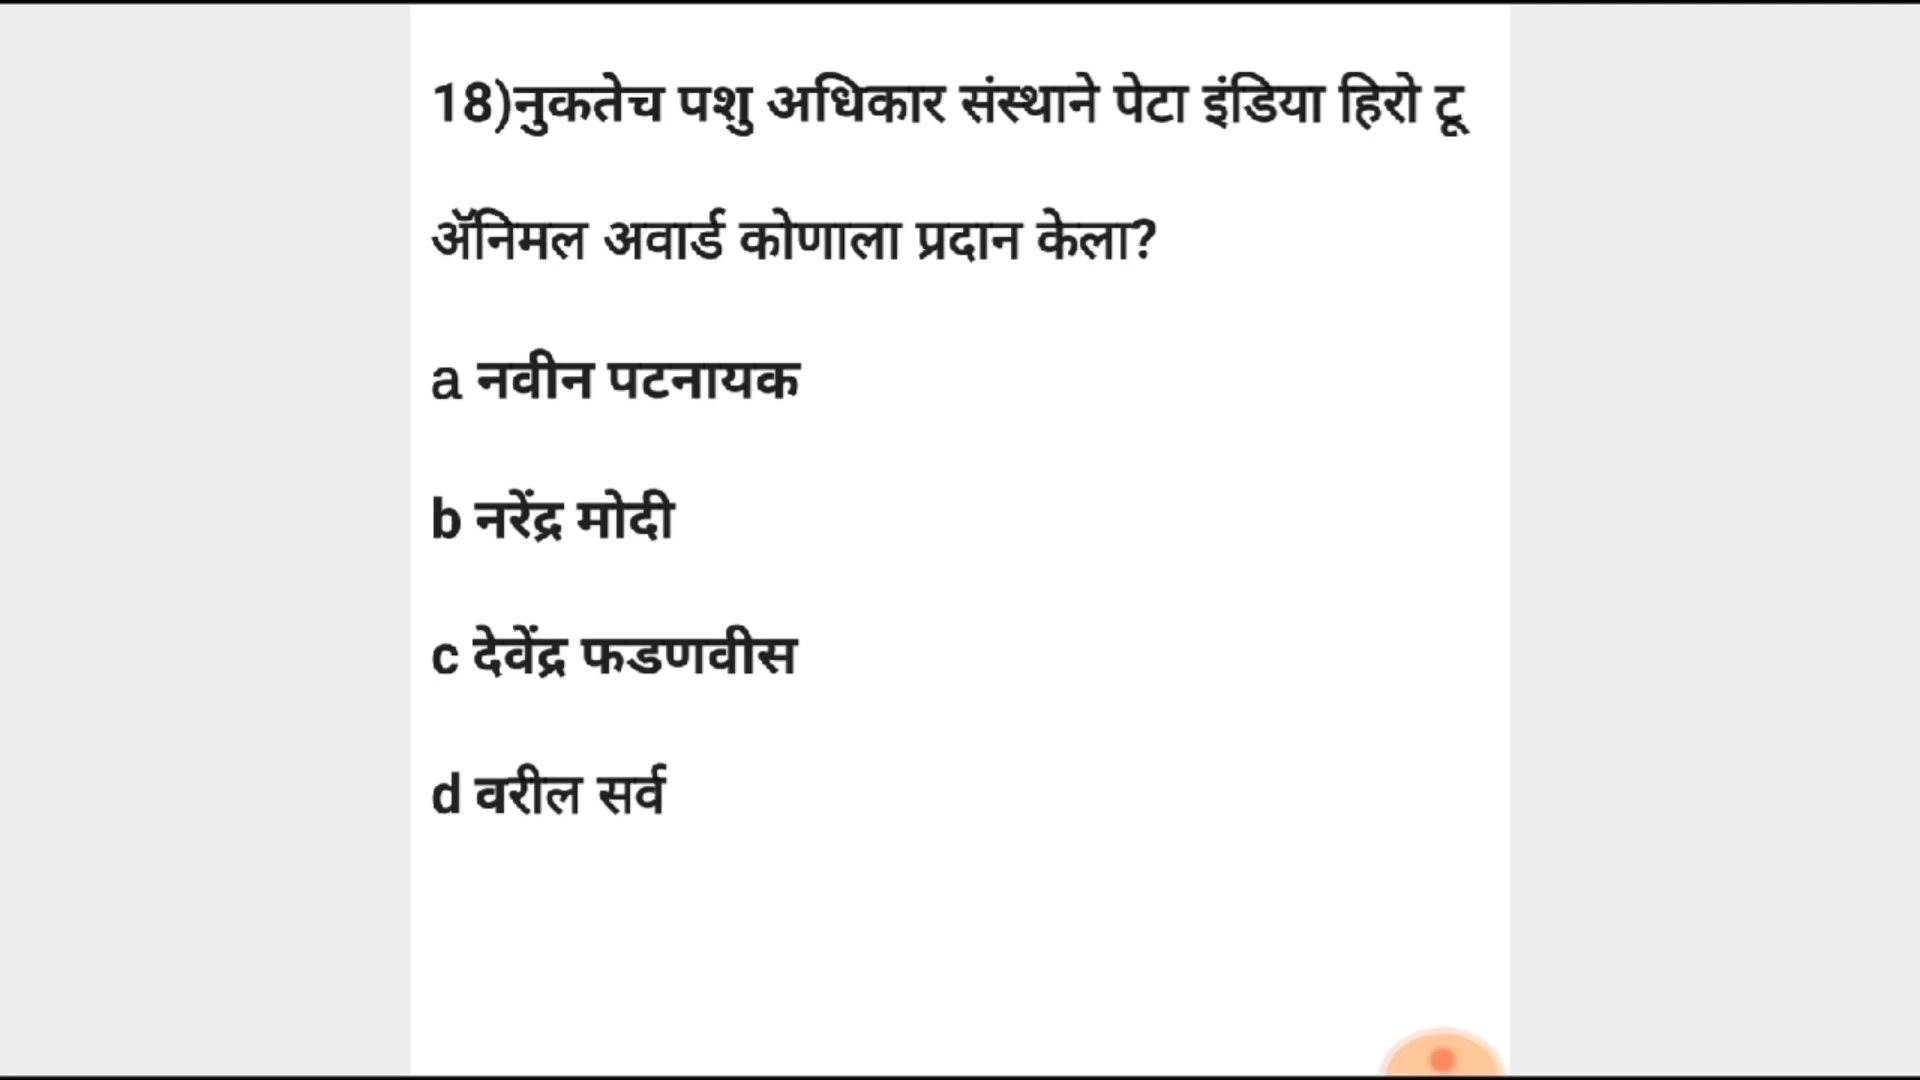 18)नुकतेच पशु अधिकार संस्थाने पेटा इंडिया हिरो टू
ॲनिमल अवार्ड कोणाला प्रदान केला?
a नवीन पटनायक
b नरेंद्र मोदी
c देवेंद्र फडणवीस
d वरील सर्व